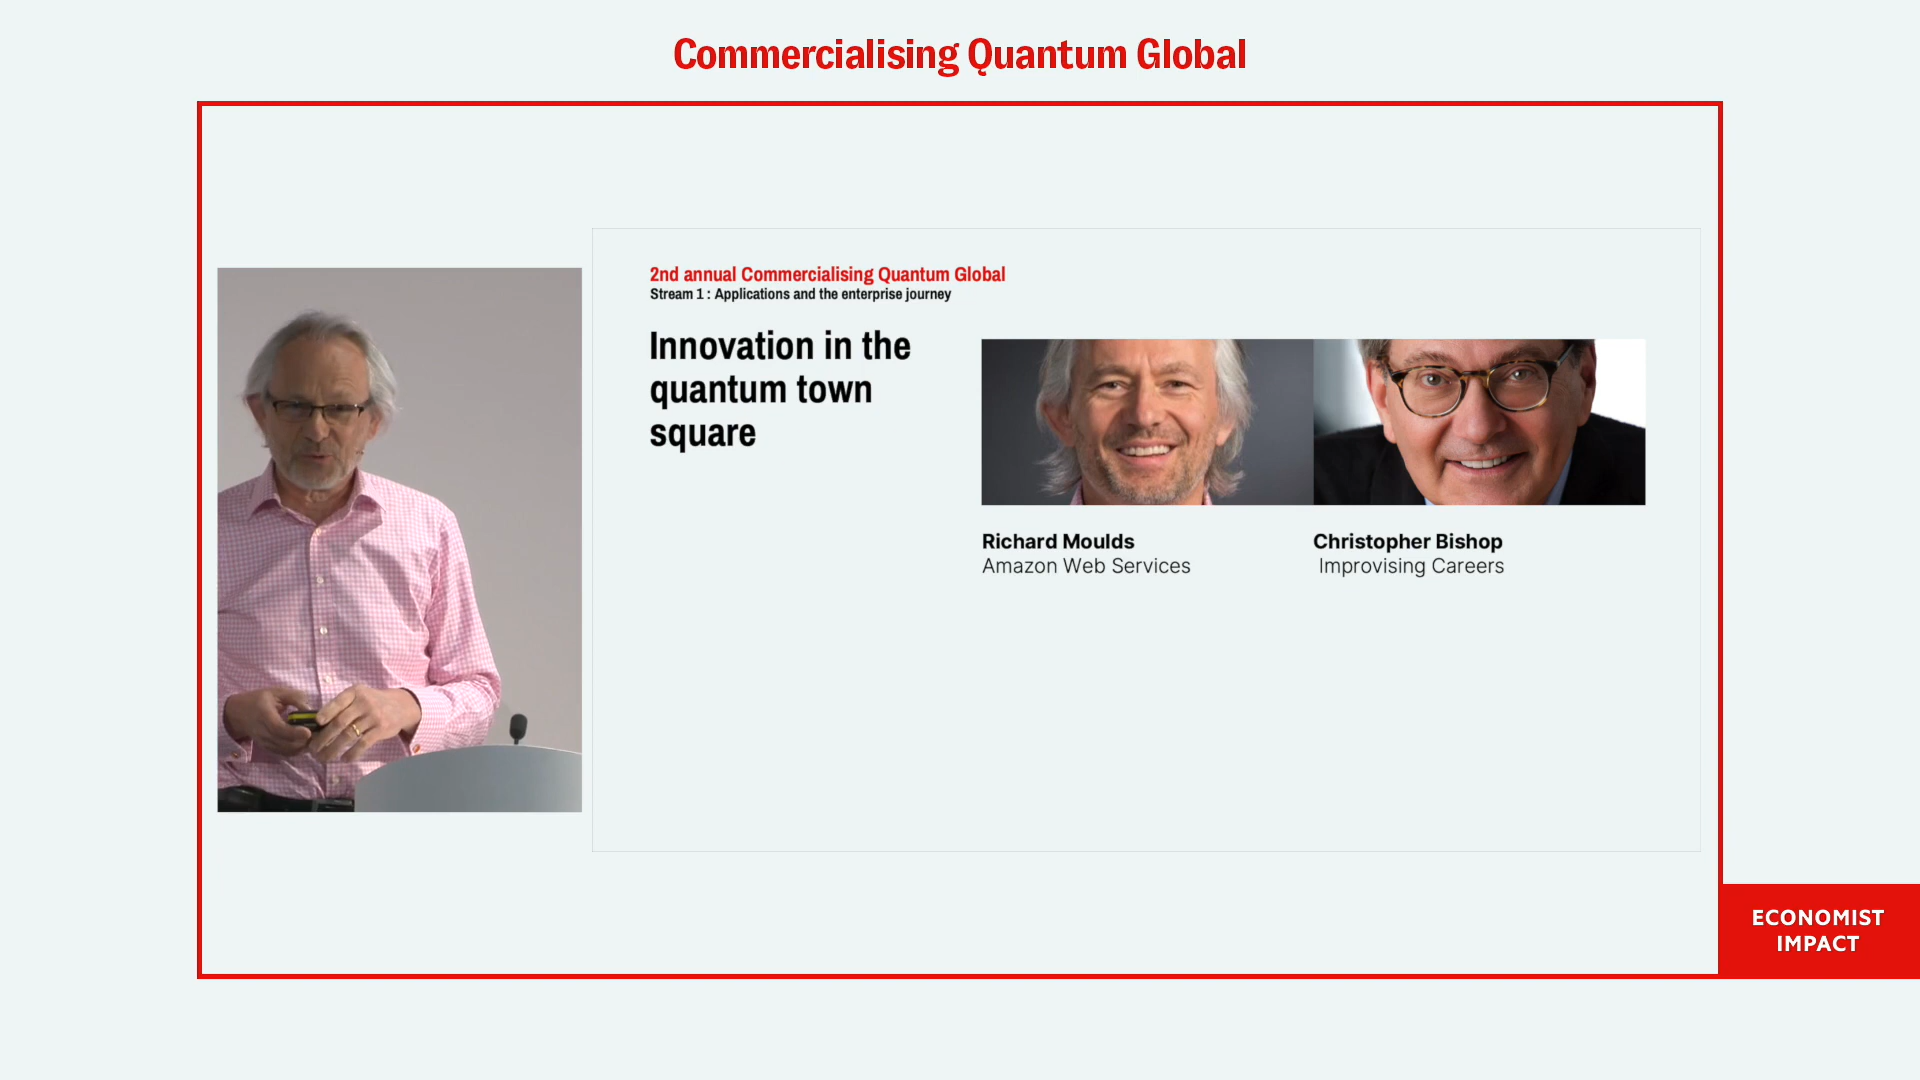 Commercialising Quantum Global
2nd annual Commercialising Quantum Global
Stream 1 : Applications and the enterprise journey
Innovation in the
quantum town
square
Richard Moulds
Amazon Web Services
Christopher Bishop
Improvising Careers
ECONOMIST
IMPACT